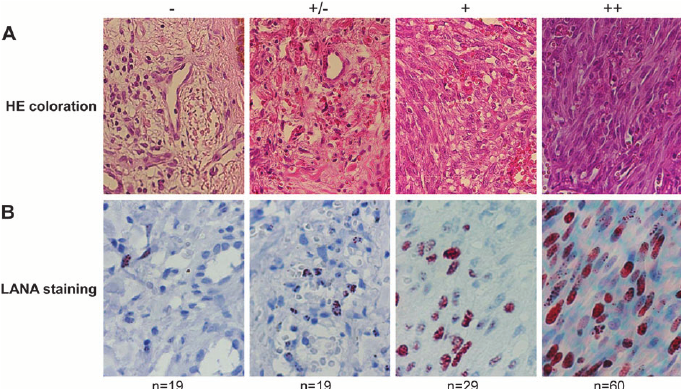 - +/- + ++
A
HE coloration
B
LANA staining
n=19 n=19 n=29 n=60